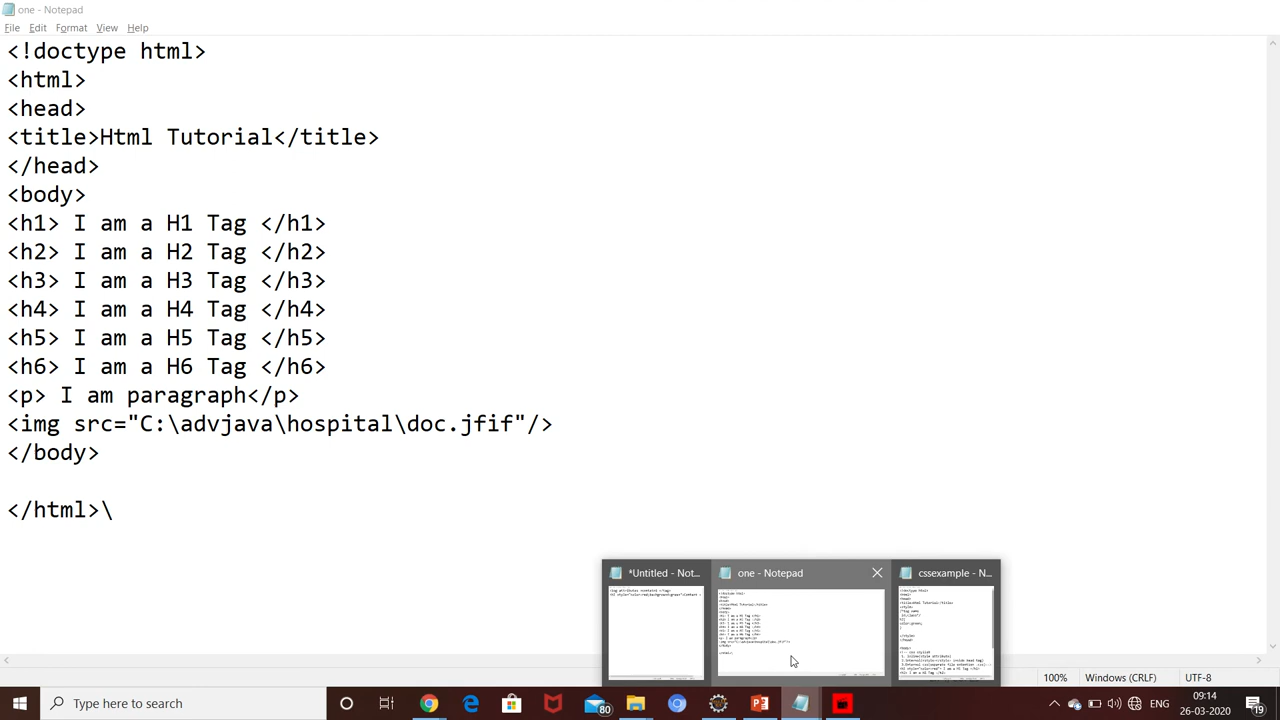 one - Notepad
File Edit Format View Help
<!doctype html>
<html>
<head>
<title>Html Tutorial</title>
</head>
<body>
<h1> I am a H1 Tag </h1>
<h2> I am a H2 Tag </h2>
<h3> I am a H3 Tag </h3>
<h4> I am a H4 Tag </h4>
<h5> I am a H5 Tag </h5>
<h6> I am a H6 Tag </h6>
<p> I am paragraph</p>
<img src="C:\advjava\hospital\doc.jfif"/>
</body>
</html>\
*Untitled - Not... one - Notepad cssexample - N...
100% Windows (CRLF) UTF-8
Type here to search 80 ENG 09:14 26-03-2020 19